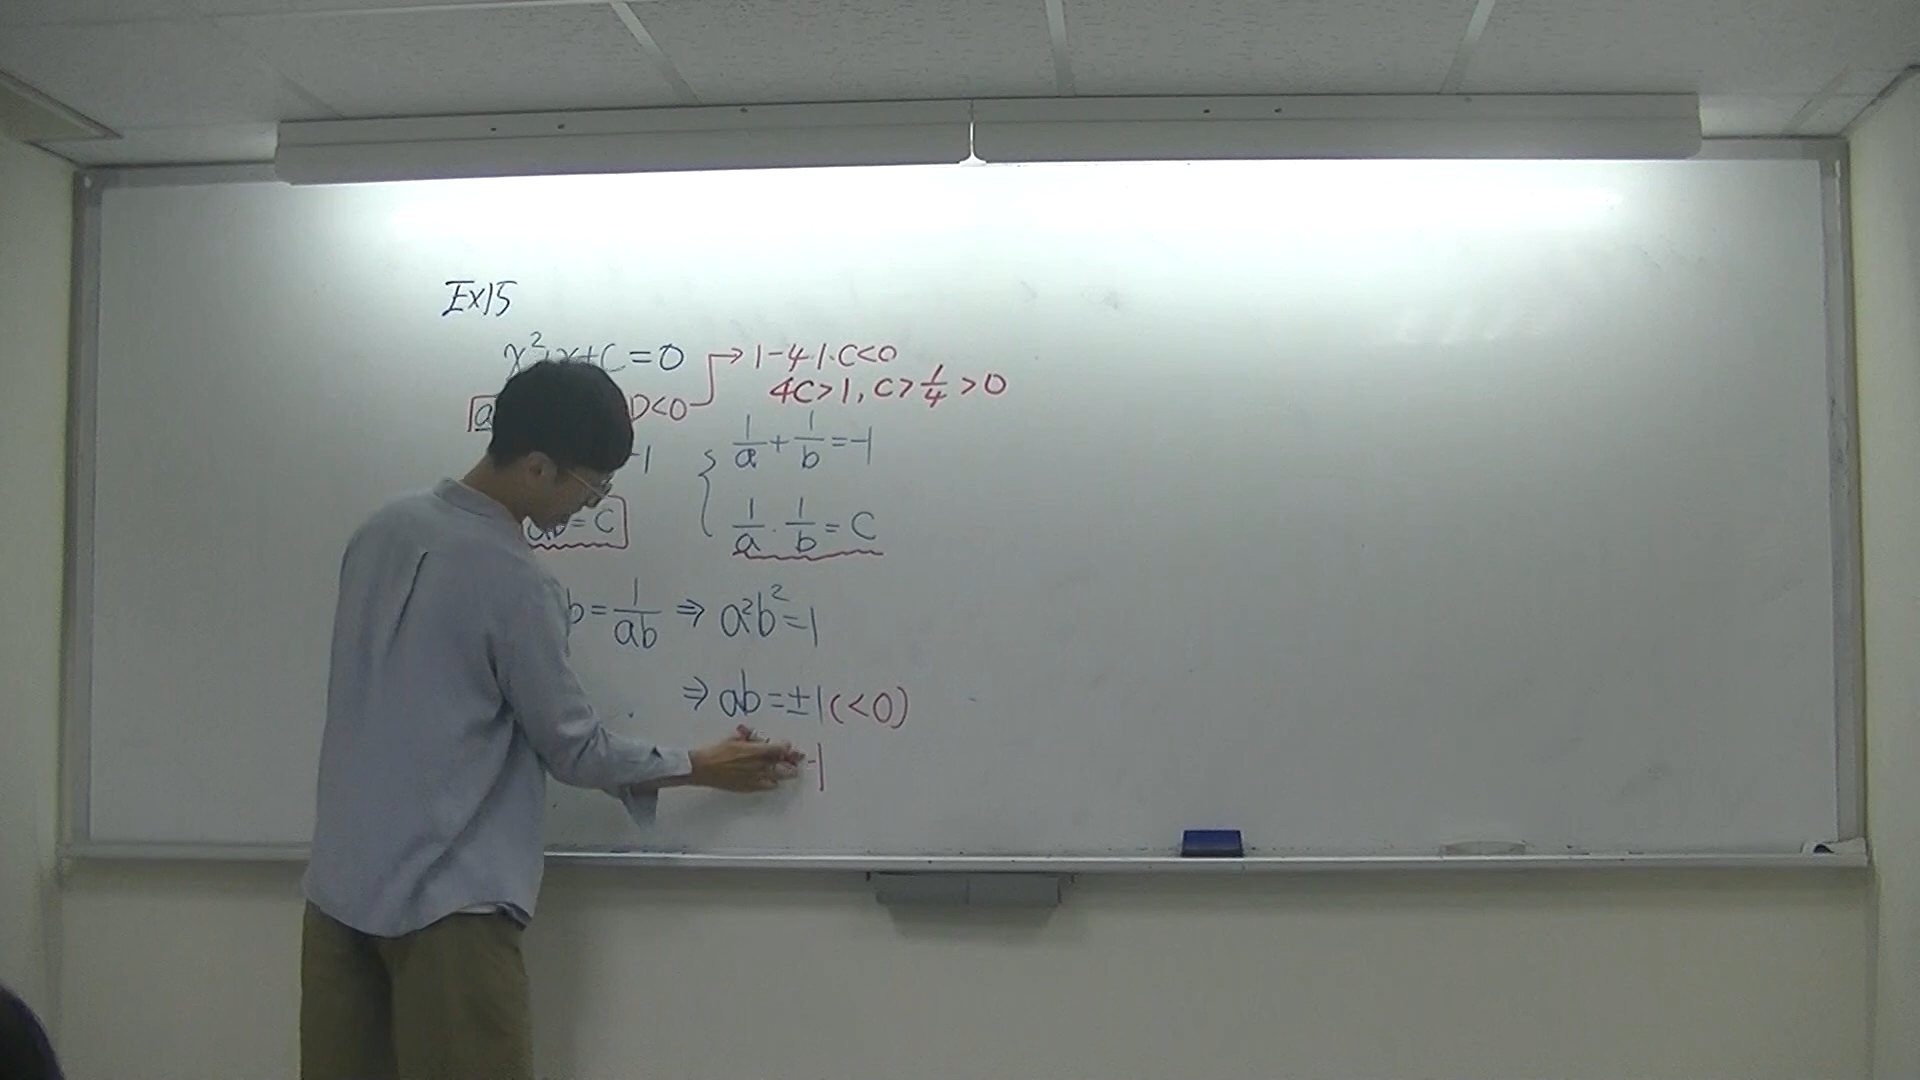 Ex15
x²+x+C=0 → 1-4·1·C<0
4C>1, C>1/4>0
a D<0
1/a+1/b=-1
-1
ab=C
1/a·1/b=C
b=1/ab ⇒ a²b²=1
⇒ ab=±1(<0)
-1